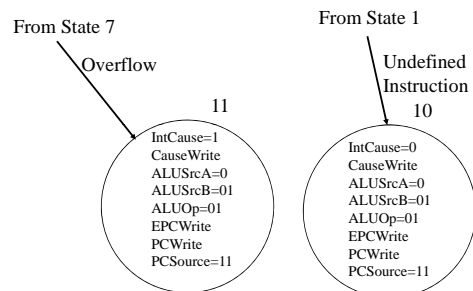 From State 7
Overflow
11
IntCause=1
CauseWrite
ALUSrcA=0
ALUSrcB=01
ALUOp=01
EPCWrite
PCWrite
PCSource=11
From State 1
Undefined
Instruction
10
IntCause=0
CauseWrite
ALUSrcA=0
ALUSrcB=01
ALUOp=01
EPCWrite
PCWrite
PCSource=11